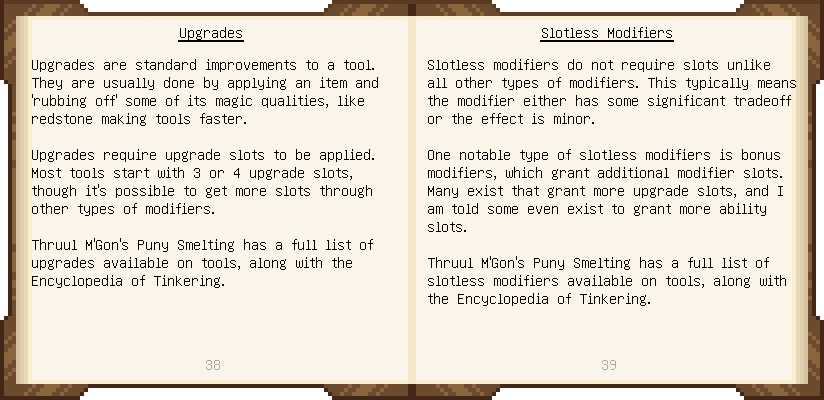 Upgrades
Upgrades are standard improvements to a tool.
They are usually done by applying an item and
'rubbing off' some of its magic qualities, like
redstone making tools faster.
Upgrades require upgrade slots to be applied.
Most tools start with 3 or 4 upgrade slots,
though it's possible to get more slots through
other types of modifiers.
Thruul M'Gon's Puny Smelting has a full list of
upgrades available on tools, along with the
Encyclopedia of Tinkering.
38
Slotless Modifiers
Slotless modifiers do not require slots unlike
all other types of modifiers. This typically means
the modifier either has some significant tradeoff
or the effect is minor.
One notable type of slotless modifiers is bonus
modifiers, which grant additional modifier slots.
Many exist that grant more upgrade slots, and I
am told some even exist to grant more ability
slots.
Thruul M'Gon's Puny Smelting has a full list of
slotless modifiers available on tools, along with
the Encyclopedia of Tinkering.
39